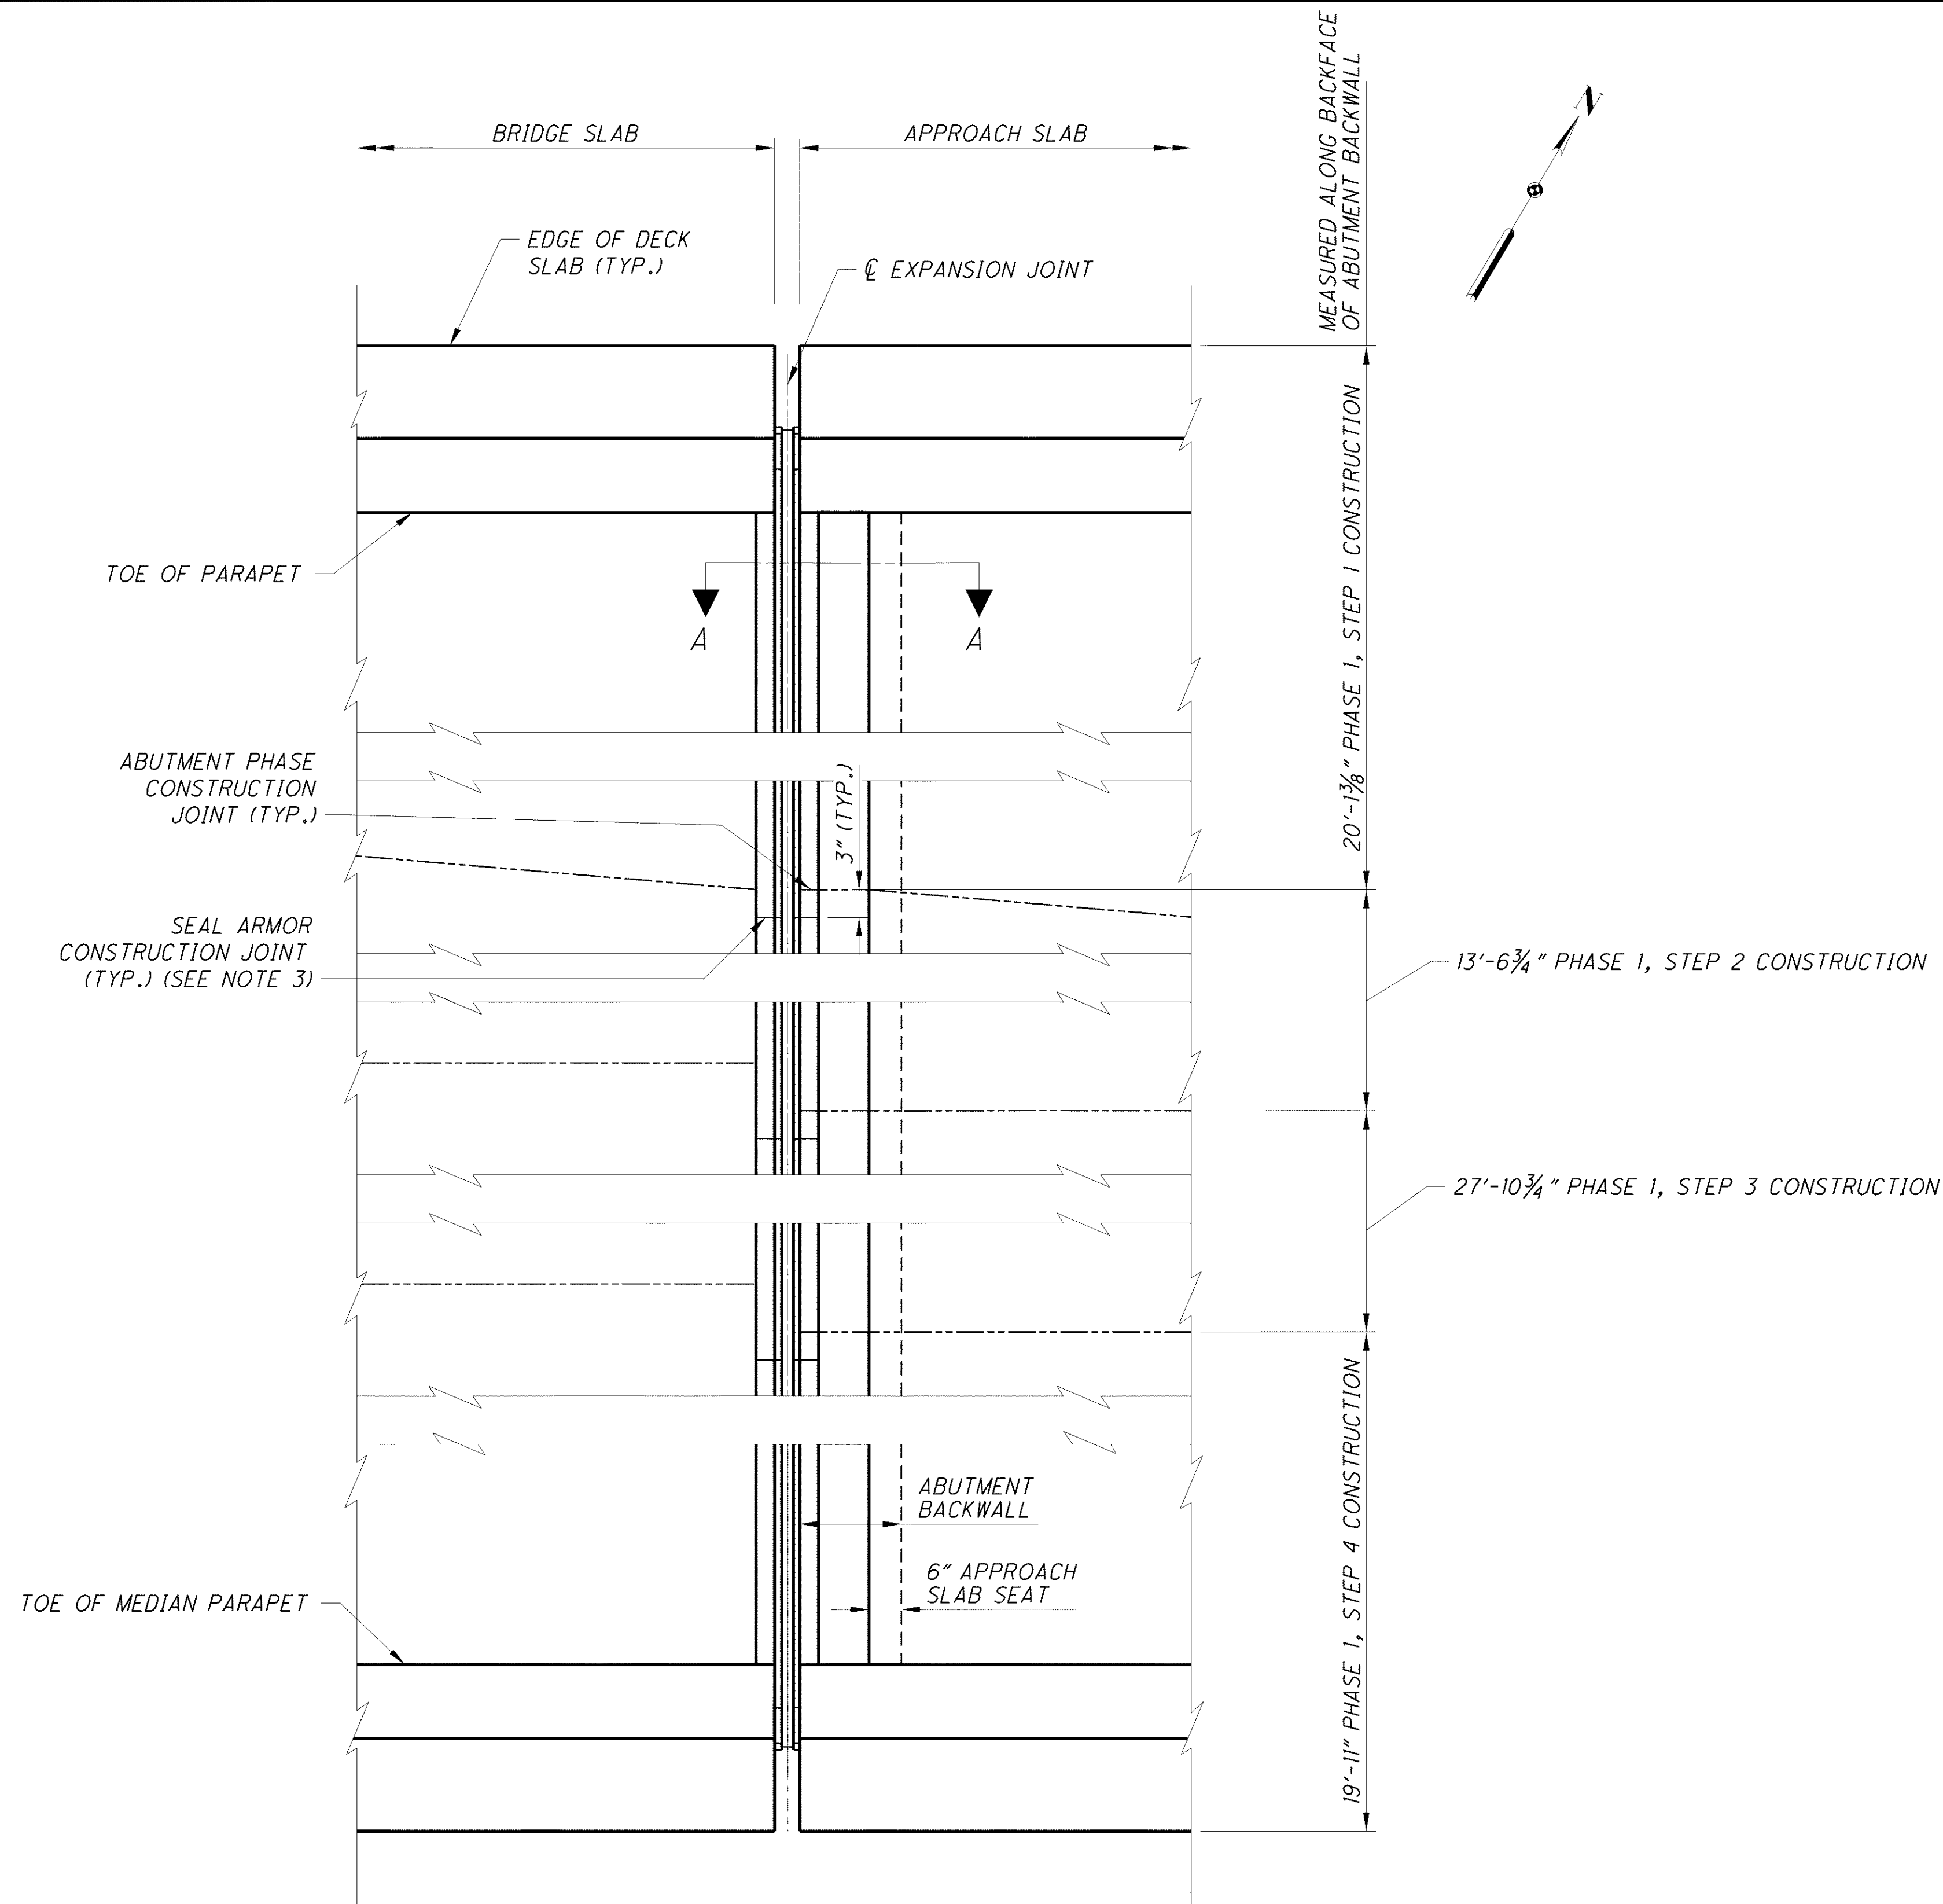 MEASURED ALONG BACKFACE
OF ABUTMENT BACKWALL
N
BRIDGE SLAB
APPROACH SLAB
EDGE OF DECK
SLAB (TYP.)
℄ EXPANSION JOINT
TOE OF PARAPET
A
A
20'-1⅜" PHASE 1, STEP 1 CONSTRUCTION
ABUTMENT PHASE
CONSTRUCTION
JOINT (TYP.)
3" (TYP.)
SEAL ARMOR
CONSTRUCTION JOINT
(TYP.) (SEE NOTE 3)
13'-6¾" PHASE 1, STEP 2 CONSTRUCTION
27'-10¾" PHASE 1, STEP 3 CONSTRUCTION
ABUTMENT
BACKWALL
6" APPROACH
SLAB SEAT
TOE OF MEDIAN PARAPET
19'-11" PHASE 1, STEP 4 CONSTRUCTION